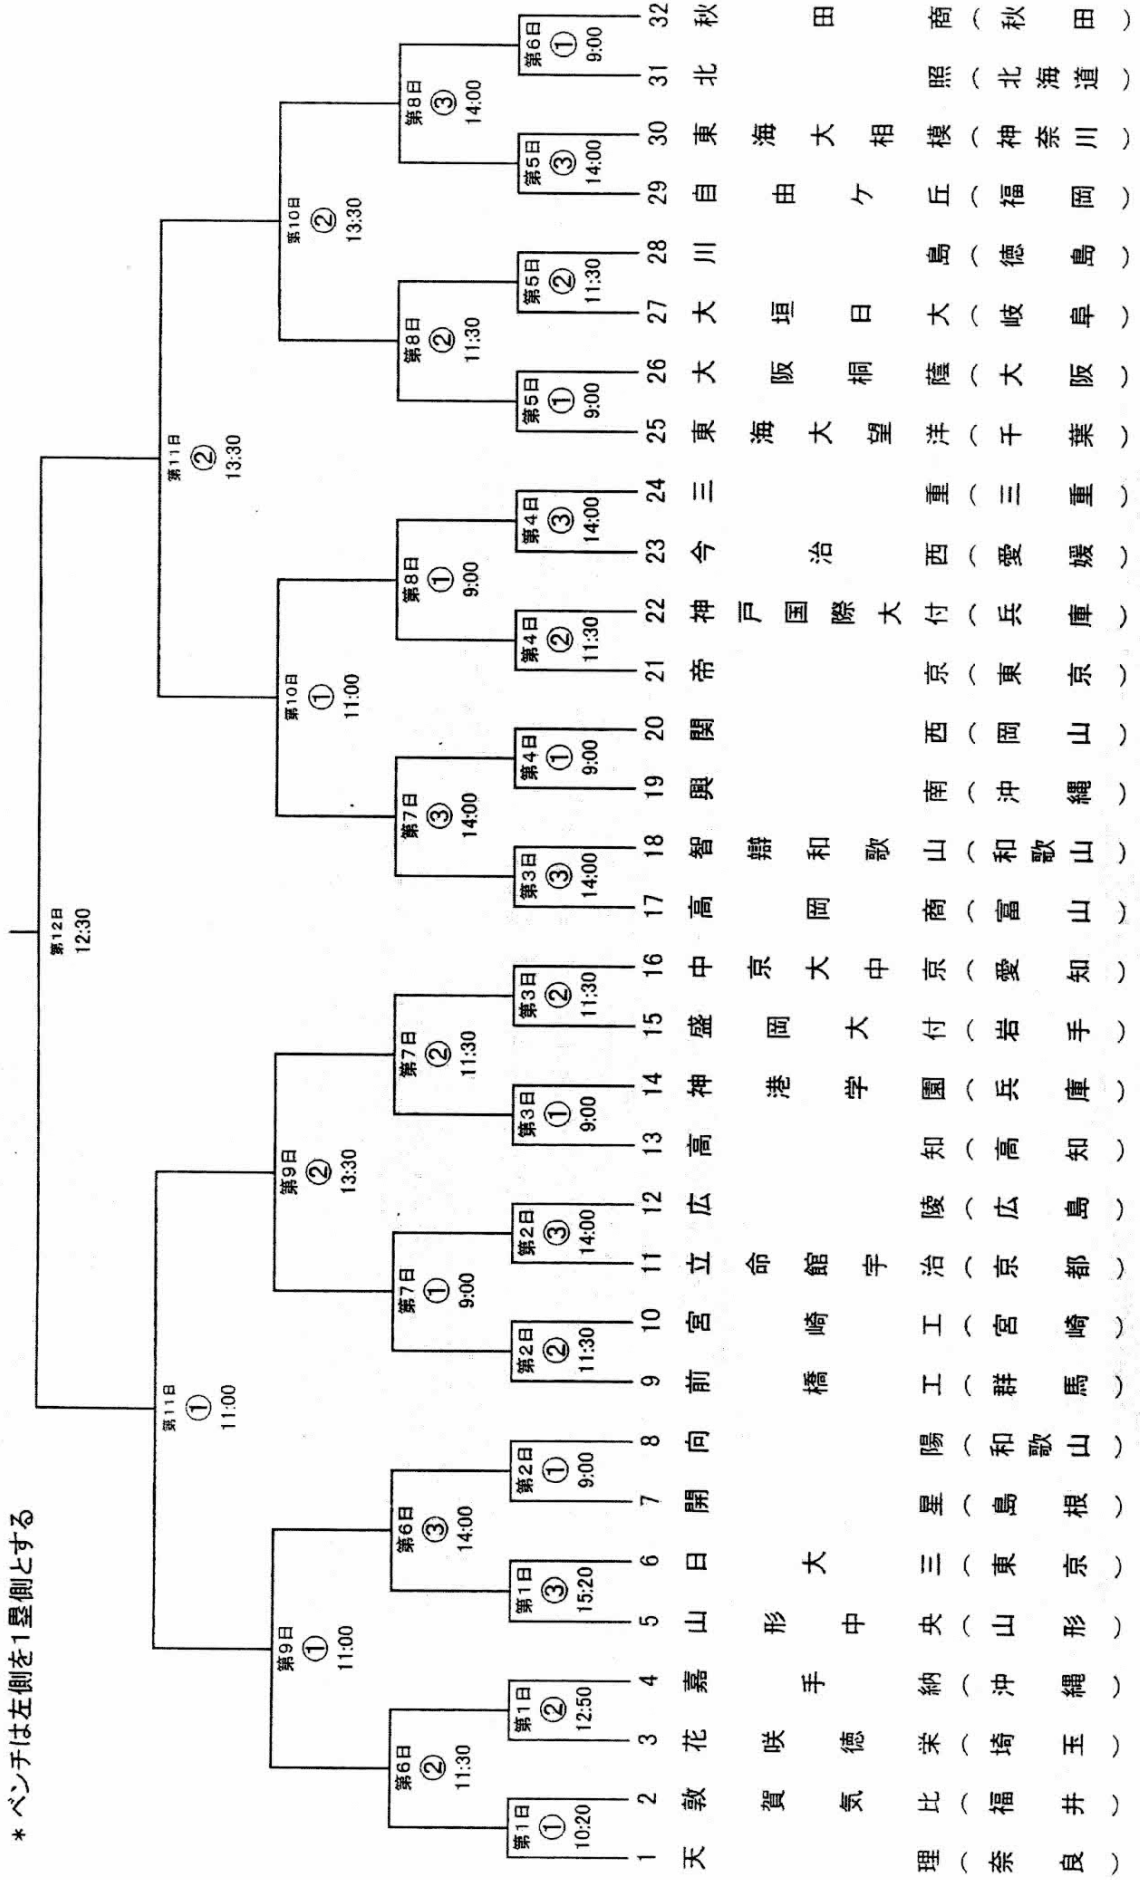 * ベンチは左側を1塁側とする
第12日
12:30
第11日
①
11:00
第11日
②
13:30
第9日
①
11:00
第9日
②
13:30
第10日
①
11:00
第10日
②
13:30
第6日
②
11:30
第6日
③
14:00
第7日
①
9:00
第7日
②
11:30
第7日
③
14:00
第8日
①
9:00
第8日
②
11:30
第8日
③
14:00
第1日
①
10:20
第1日
②
12:50
第1日
③
15:20
第2日
①
9:00
第2日
②
11:30
第2日
③
14:00
第3日
①
9:00
第3日
②
11:30
第3日
③
14:00
第4日
①
9:00
第4日
②
11:30
第4日
③
14:00
第5日
①
9:00
第5日
②
11:30
第5日
③
14:00
第6日
①
9:00
1 天理(奈良)
2 敦賀気比(福井)
3 花咲徳栄(埼玉)
4 嘉手納(沖縄)
5 山形中央(山形)
6 日大三(東京)
7 開星(島根)
8 向陽(和歌山)
9 前橋工(群馬)
10 宮崎工(宮崎)
11 立命館宇治(京都)
12 広陵(広島)
13 高知(高知)
14 神港学園(兵庫)
15 盛岡大付(岩手)
16 中京大中京(愛知)
17 高岡商(富山)
18 智辯和歌山(和歌山)
19 興南(沖縄)
20 関西(岡山)
21 帝京(東京)
22 神戸国際大付(兵庫)
23 今治西(愛媛)
24 三重(三重)
25 東海大望洋(千葉)
26 大阪桐蔭(大阪)
27 大垣日大(岐阜)
28 川島(徳島)
29 自由ケ丘(福岡)
30 東海大相模(神奈川)
31 北照(北海道)
32 秋田商(秋田)